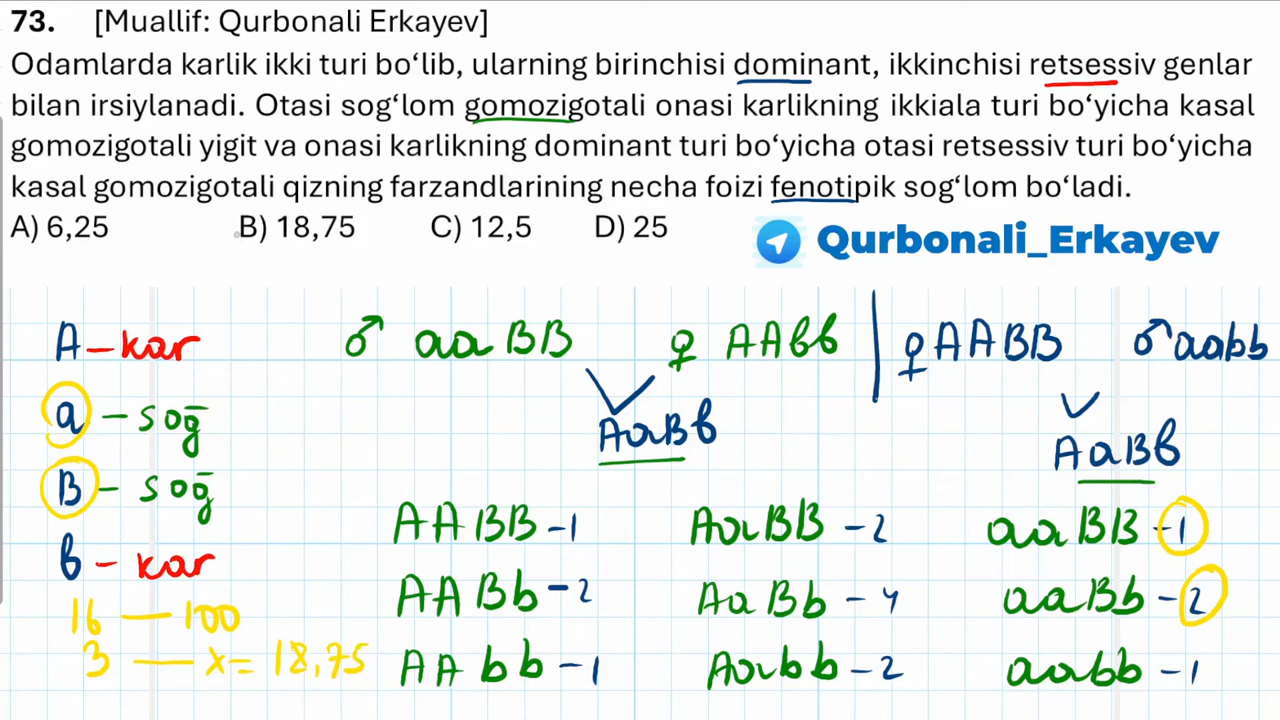 73. [Muallif: Qurbonali Erkayev]
Odamlarda karlik ikki turi bo‘lib, ularning birinchisi dominant, ikkinchisi retsessiv genlar
bilan irsiylanadi. Otasi sog‘lom gomozigotali onasi karlikning ikkiala turi bo‘yicha kasal
gomozigotali yigit va onasi karlikning dominant turi bo‘yicha otasi retsessiv turi bo‘yicha
kasal gomozigotali qizning farzandlarining necha foizi fenotipik sog‘lom bo‘ladi.
A) 6,25 B) 18,75 C) 12,5 D) 25
Qurbonali_Erkayev
A – kar ♂ aaBB ♀ AAbb ♀AABB ♂aabb
a – soḡ
AaBb AaBb
B – soḡ
AABB – 1 AaBB – 2 aaBB – 1
b – kar
AABb – 2 AaBb – 4 aaBb – 2
16 — 100
3 — x = 18,75
AAbb – 1 Aabb – 2 aabb – 1